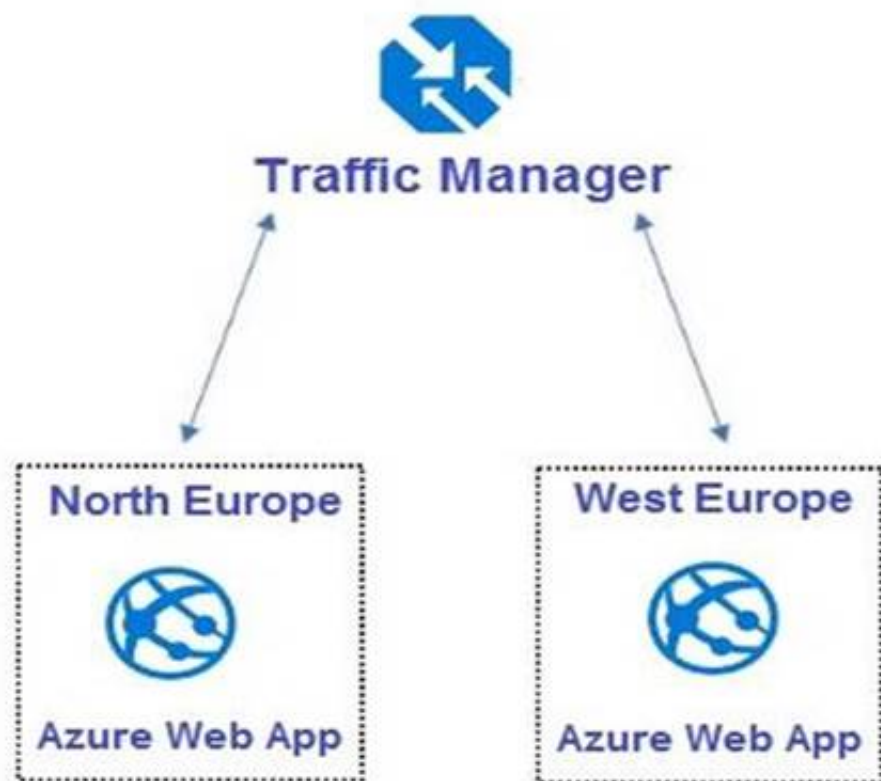 Traffic Manager
North Europe
Azure Web App
West Europe
Azure Web App